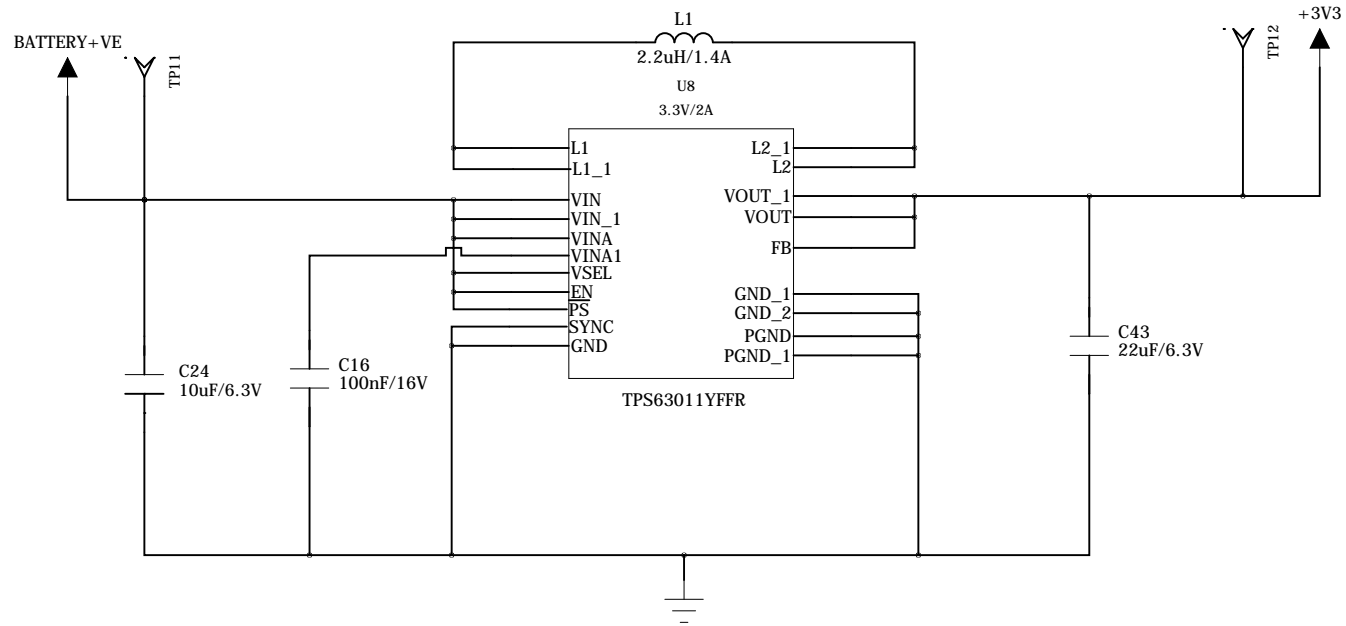 L1
+3V3
BATTERY+VE
TP11
TP12
2.2uH/1.4A
U8
3.3V/2A
L1
L1_1
VIN
VIN_1
VINA
VINA1
VSEL
EN
PS
SYNC
GND
L2_1
L2
VOUT_1
VOUT
FB
GND_1
GND_2
PGND
PGND_1
C24
10uF/6.3V
C16
100nF/16V
C43
22uF/6.3V
TPS63011YFFR